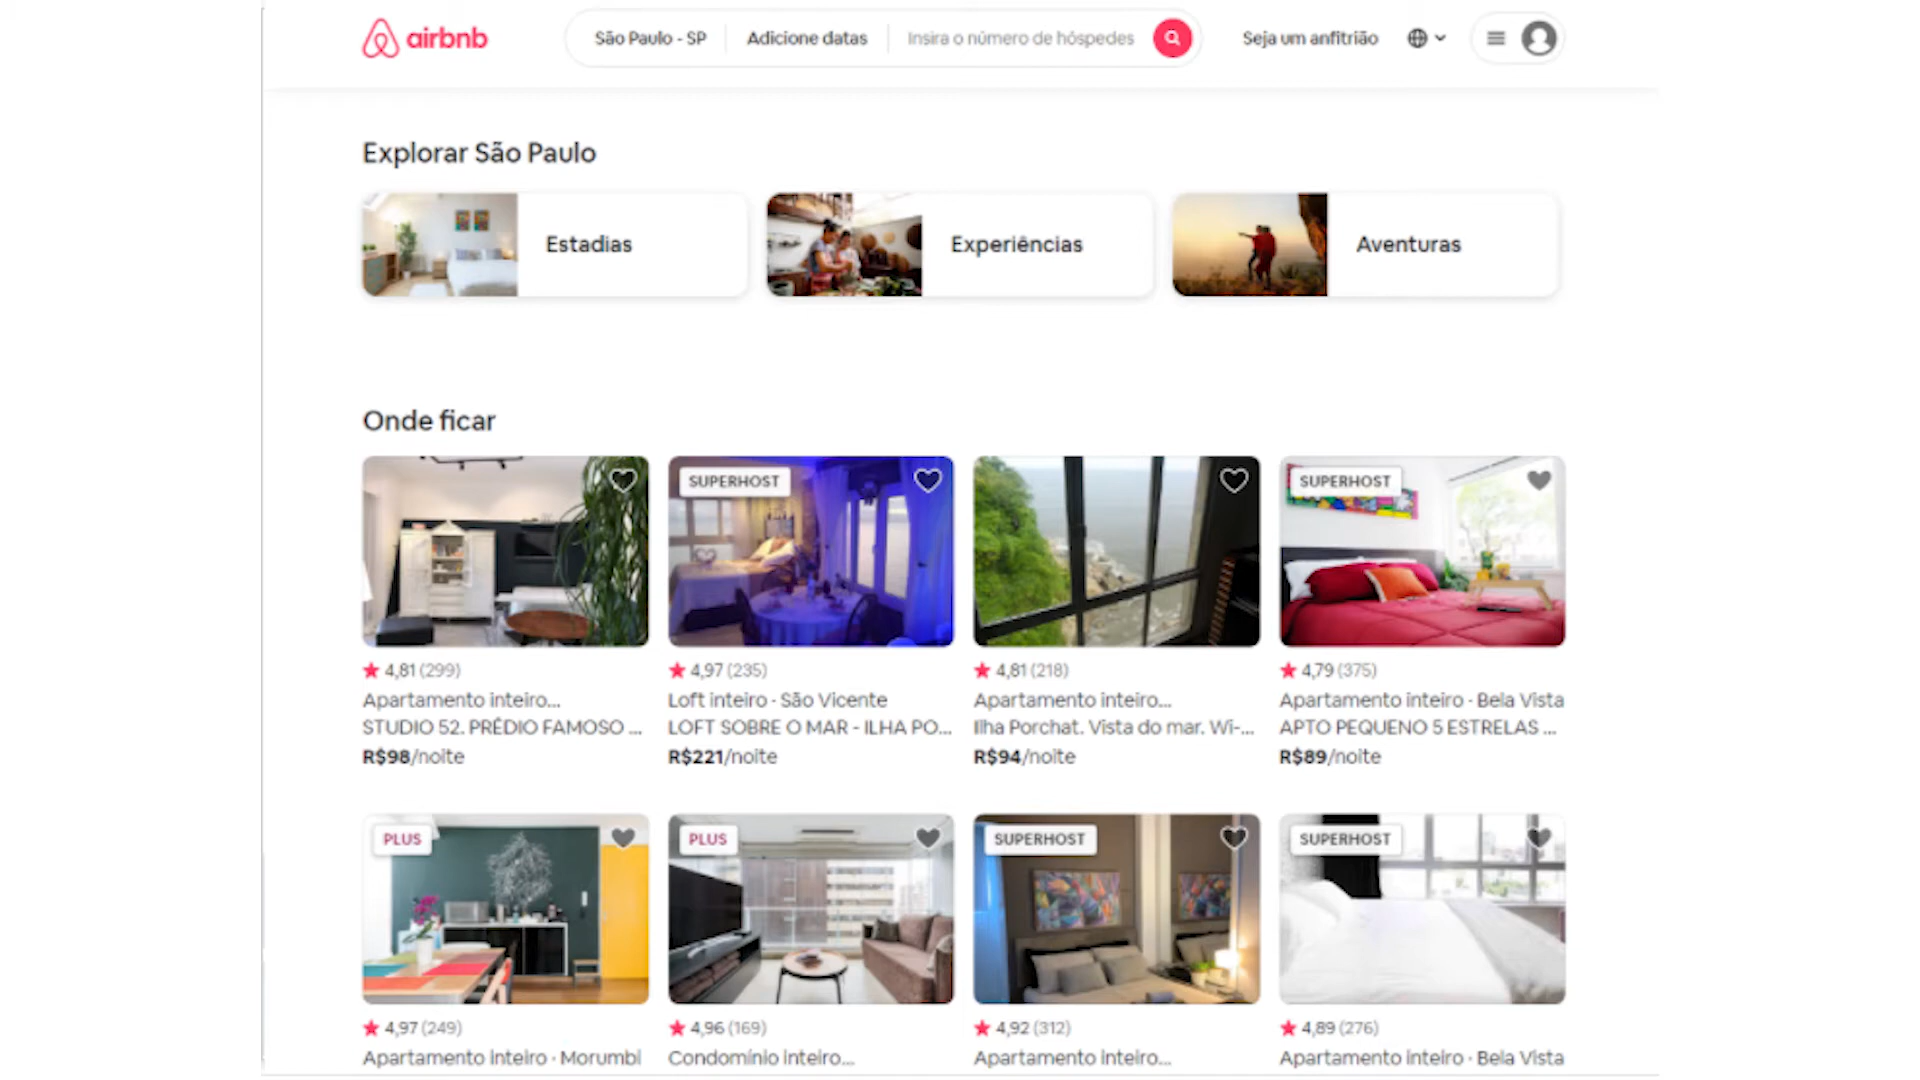 airbnb
São Paulo - SP
Adicione datas
Insira o número de hóspedes
Seja um anfitrião
Explorar São Paulo
Estadias
Experiências
Aventuras
Onde ficar
SUPERHOST
SUPERHOST
4,81 (299)
4,97 (235)
4,81 (218)
4,79 (375)
Apartamento inteiro...
Loft inteiro · São Vicente
Apartamento inteiro...
Apartamento inteiro · Bela Vista
STUDIO 52. PRÉDIO FAMOSO ...
LOFT SOBRE O MAR - ILHA PO...
Ilha Porchat. Vista do mar. Wi-...
APTO PEQUENO 5 ESTRELAS ...
R$98/noite
R$221/noite
R$94/noite
R$89/noite
PLUS
PLUS
SUPERHOST
SUPERHOST
4,97 (249)
4,96 (169)
4,92 (312)
4,89 (276)
Apartamento inteiro · Morumbi
Condomínio inteiro...
Apartamento inteiro...
Apartamento inteiro · Bela Vista